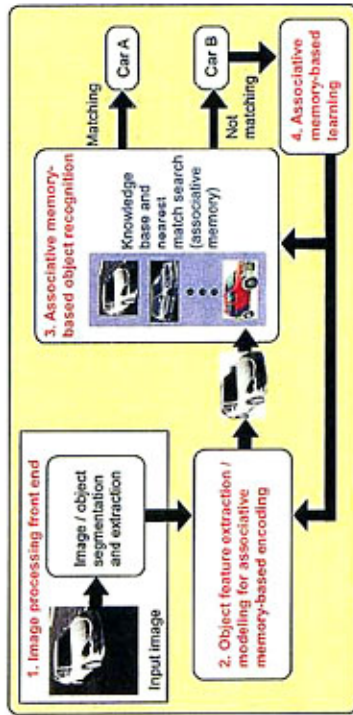 1. Image processing front end
Input image
Image / object
segmentation
and extraction
2. Object feature extraction /
modeling for associative
memory-based encoding
3. Associative memory-
based object recognition
Knowledge
base and
nearest
match search
(associative
memory)
Matching
Car A
Not
matching
Car B
4. Associative
memory-based
learning